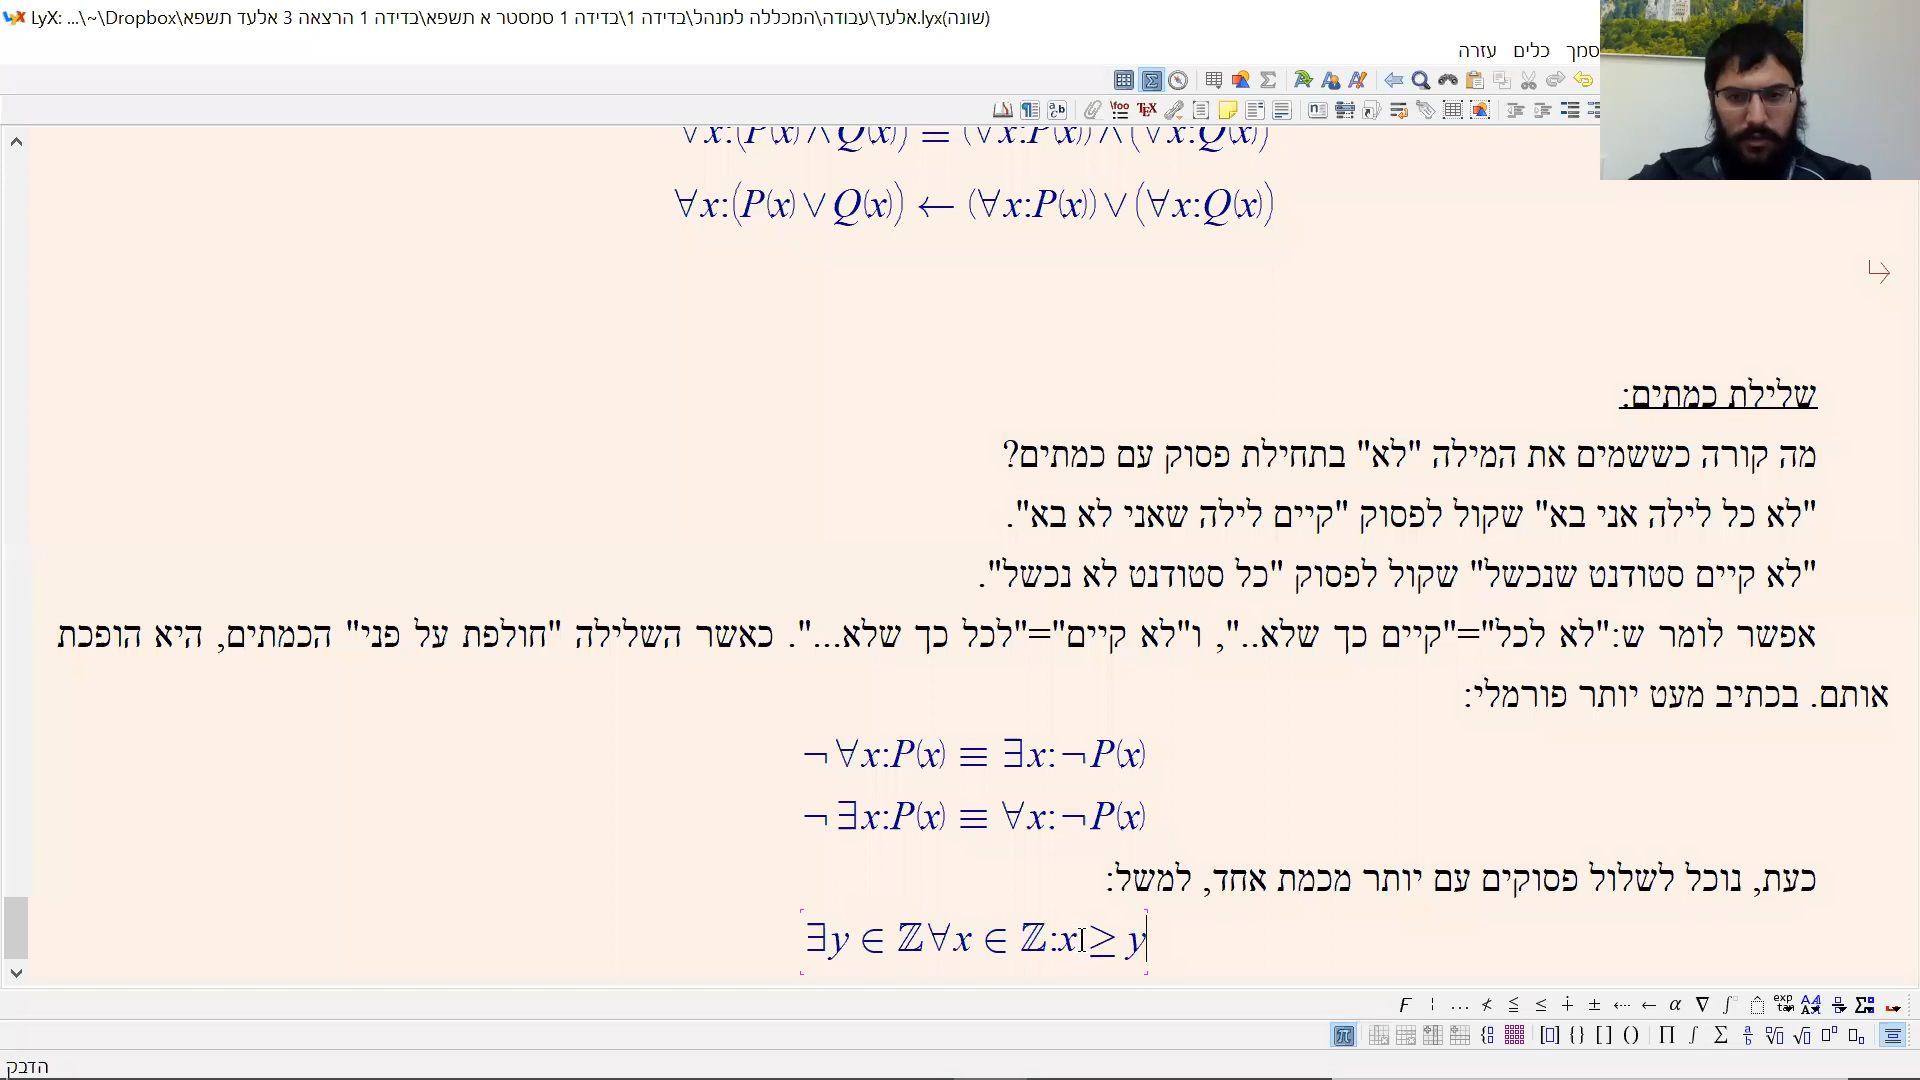 LyX: ...\~\Dropbox\אלעד\עבודה\המכללה למנהל\בדידה 1\בדידה 1 סמסטר א תשפא\בדידה 1 הרצאה 3 אלעד תשפא.lyx(שונה)
סמך כלים עזרה
∀x:(P(x)∧Q(x)) ≡ (∀x:P(x))∧(∀x:Q(x))
∀x:(P(x)∨Q(x)) ← (∀x:P(x))∨(∀x:Q(x))
שלילת כמתים:
מה קורה כששמים את המילה "לא" בתחילת פסוק עם כמתים?
"לא כל לילה אני בא" שקול לפסוק "קיים לילה שאני לא בא".
"לא קיים סטודנט שנכשל" שקול לפסוק "כל סטודנט לא נכשל".
אפשר לומר ש:"לא לכל"="קיים כך שלא..", ו"לא קיים"="לכל כך שלא...". כאשר השלילה "חולפת על פני" הכמתים, היא הופכת
אותם. בכתיב מעט יותר פורמלי:
¬∀x:P(x) ≡ ∃x:¬P(x)
¬∃x:P(x) ≡ ∀x:¬P(x)
כעת, נוכל לשלול פסוקים עם יותר מכמת אחד, למשל:
∃y ∈ ℤ∀x ∈ ℤ:x ≥ y
הדבק